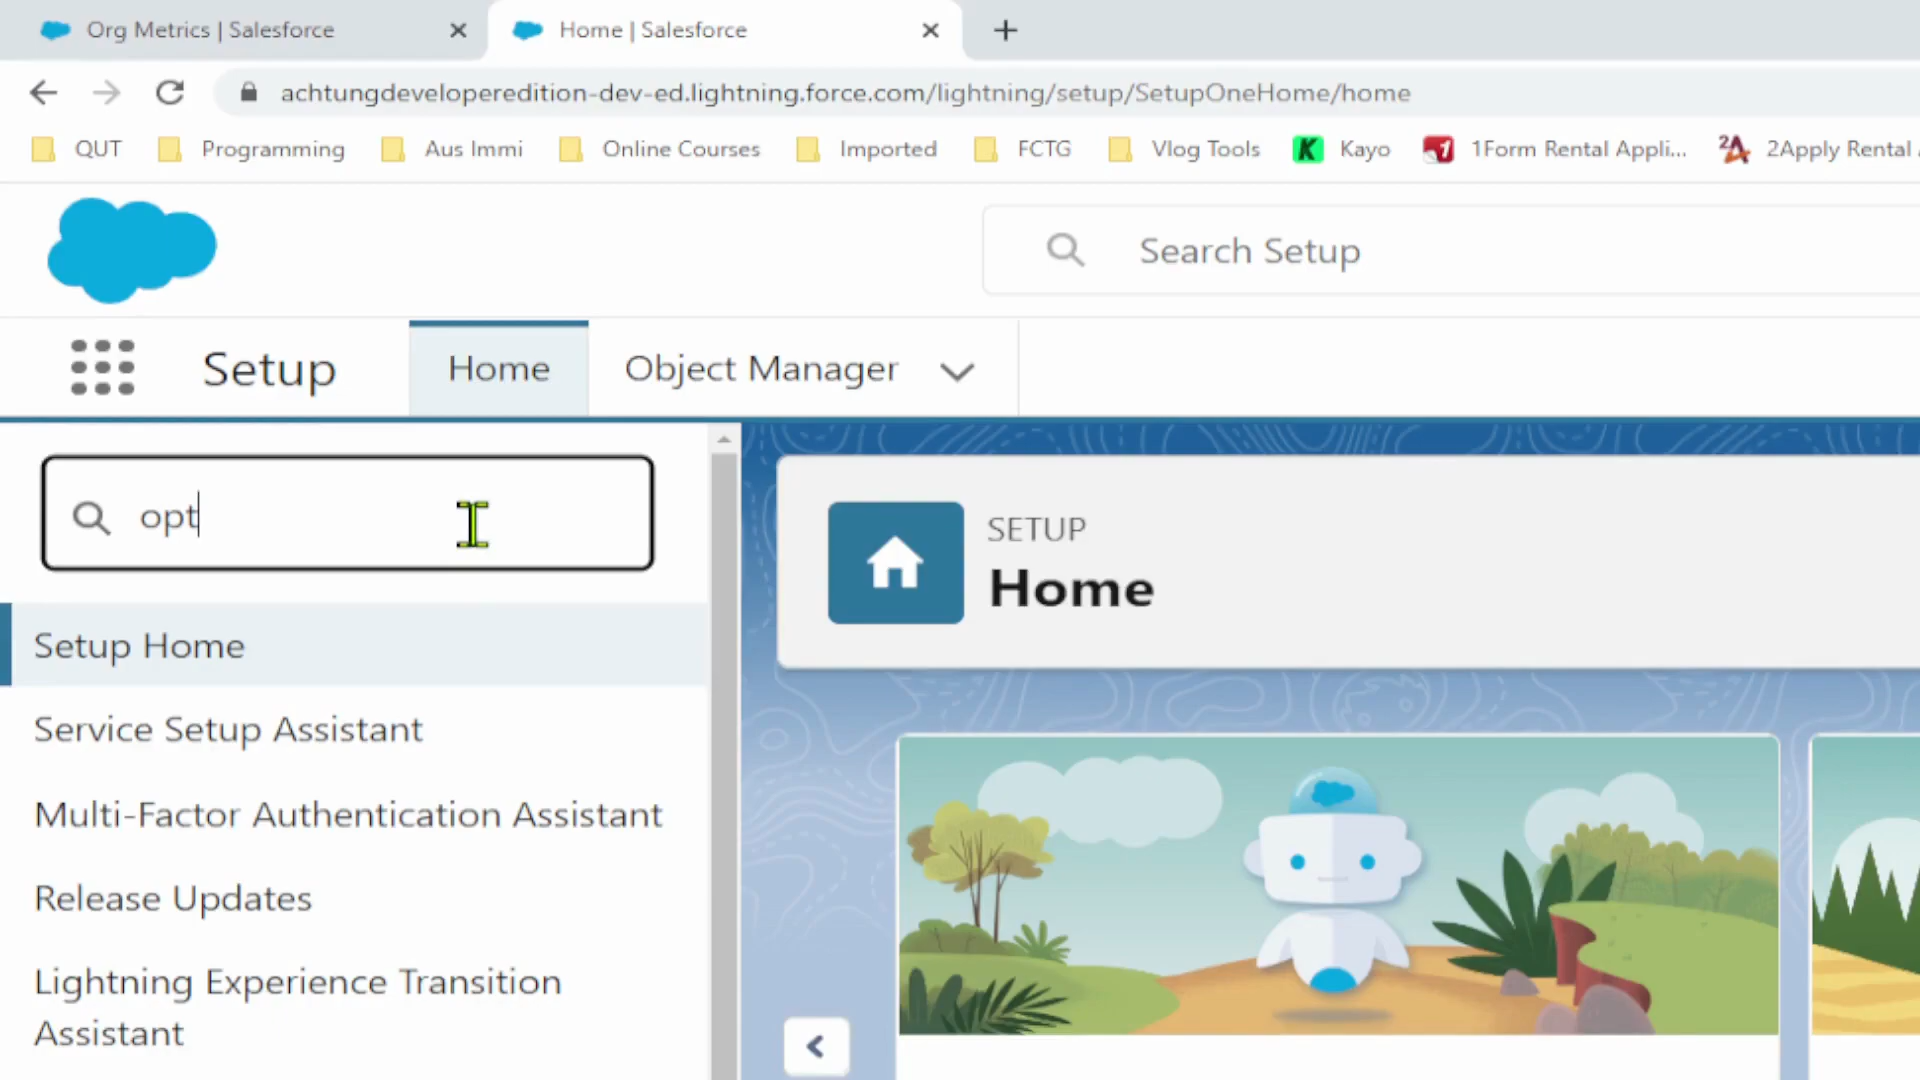 Org Metrics | Salesforce
Home | Salesforce
achtungdeveloperedition-dev-ed.lightning.force.com/lightning/setup/SetupOneHome/home
QUT Programming Aus Immi Online Courses Imported FCTG Vlog Tools Kayo 1Form Rental Appli... 2Apply Rental
Search Setup
Setup Home Object Manager
opt
SETUP
Home
Setup Home
Service Setup Assistant
Multi-Factor Authentication Assistant
Release Updates
Lightning Experience Transition
Assistant